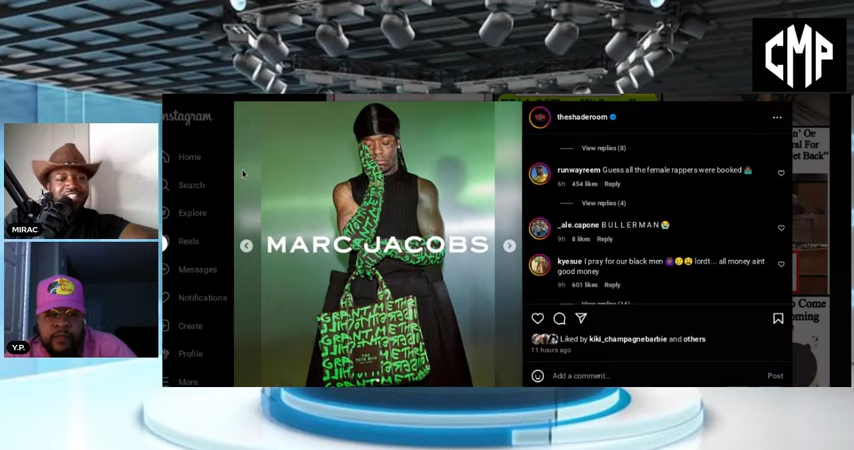 CMP
Instagram
Home
Search
Explore
Reels
Messages
Notifications
Create
Profile
More
MIRAC
Y.P.
MARC JACOBS
THE TOTE BAG
theshaderoom
View replies (8)
runwayreem Guess all the female rappers were booked
6h 454 likes Reply
View replies (4)
_ale.capone B U L L E R M A N 😭
9h 8 likes Reply
kyesue I pray for our black men lordt... all money aint
good money
9h 601 likes Reply
Liked by kiki_champagnebarbie and others
11 hours ago
Add a comment...
Post